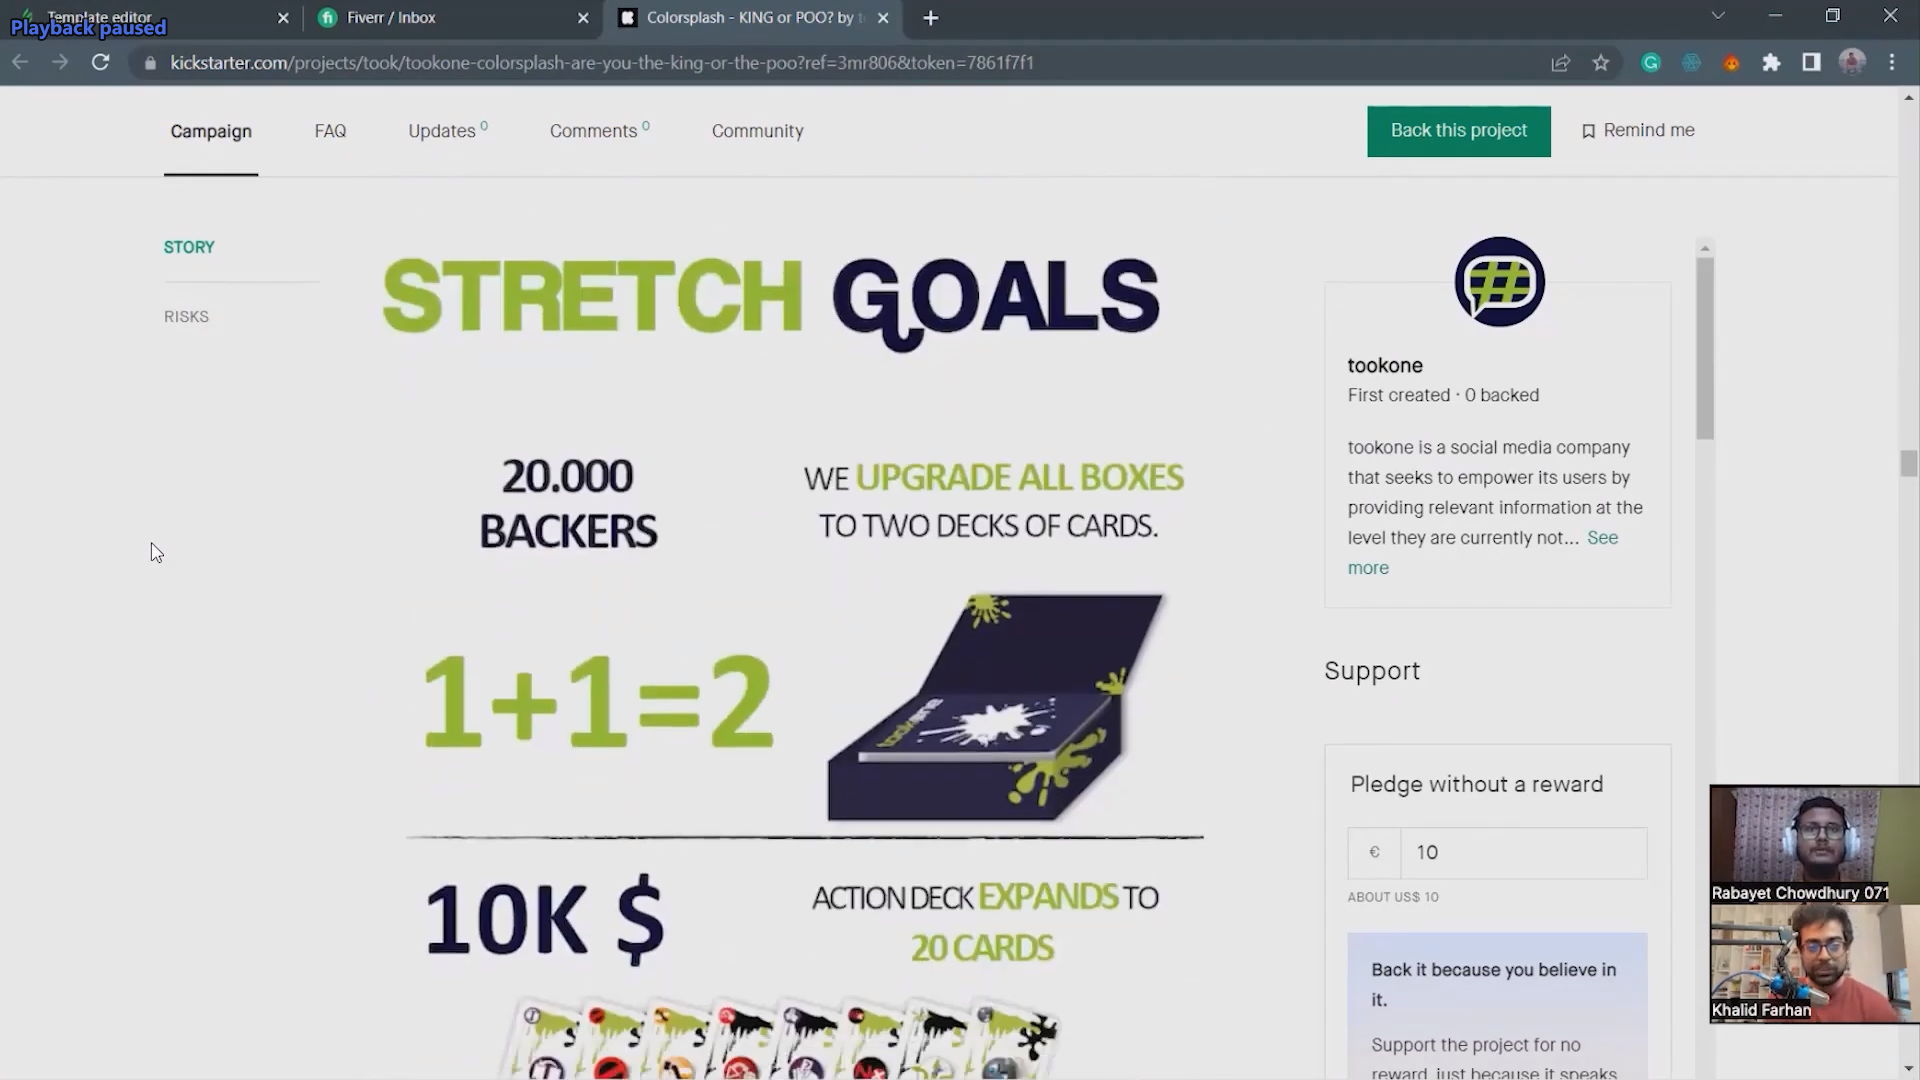 Template editor
Playback paused
Fiverr / Inbox
Colorsplash - KING or POO? by t
kickstarter.com/projects/took/tookone-colorsplash-are-you-the-king-or-the-poo?ref=3mr806&token=7861f7f1
Campaign
FAQ
Updates 0
Comments 0
Community
Back this project
Remind me
STORY
RISKS
STRETCH GOALS
20.000
BACKERS
WE UPGRADE ALL BOXES
TO TWO DECKS OF CARDS.
1+1=2
10K $
ACTION DECK EXPANDS TO
20 CARDS
tookone
First created · 0 backed
tookone is a social media company
that seeks to empower its users by
providing relevant information at the
level they are currently not... See
more
Support
Pledge without a reward
€ 10
ABOUT US$ 10
Back it because you believe in
it.
Support the project for no
reward, just because it speaks
Rabayet Chowdhury 071
Khalid Farhan